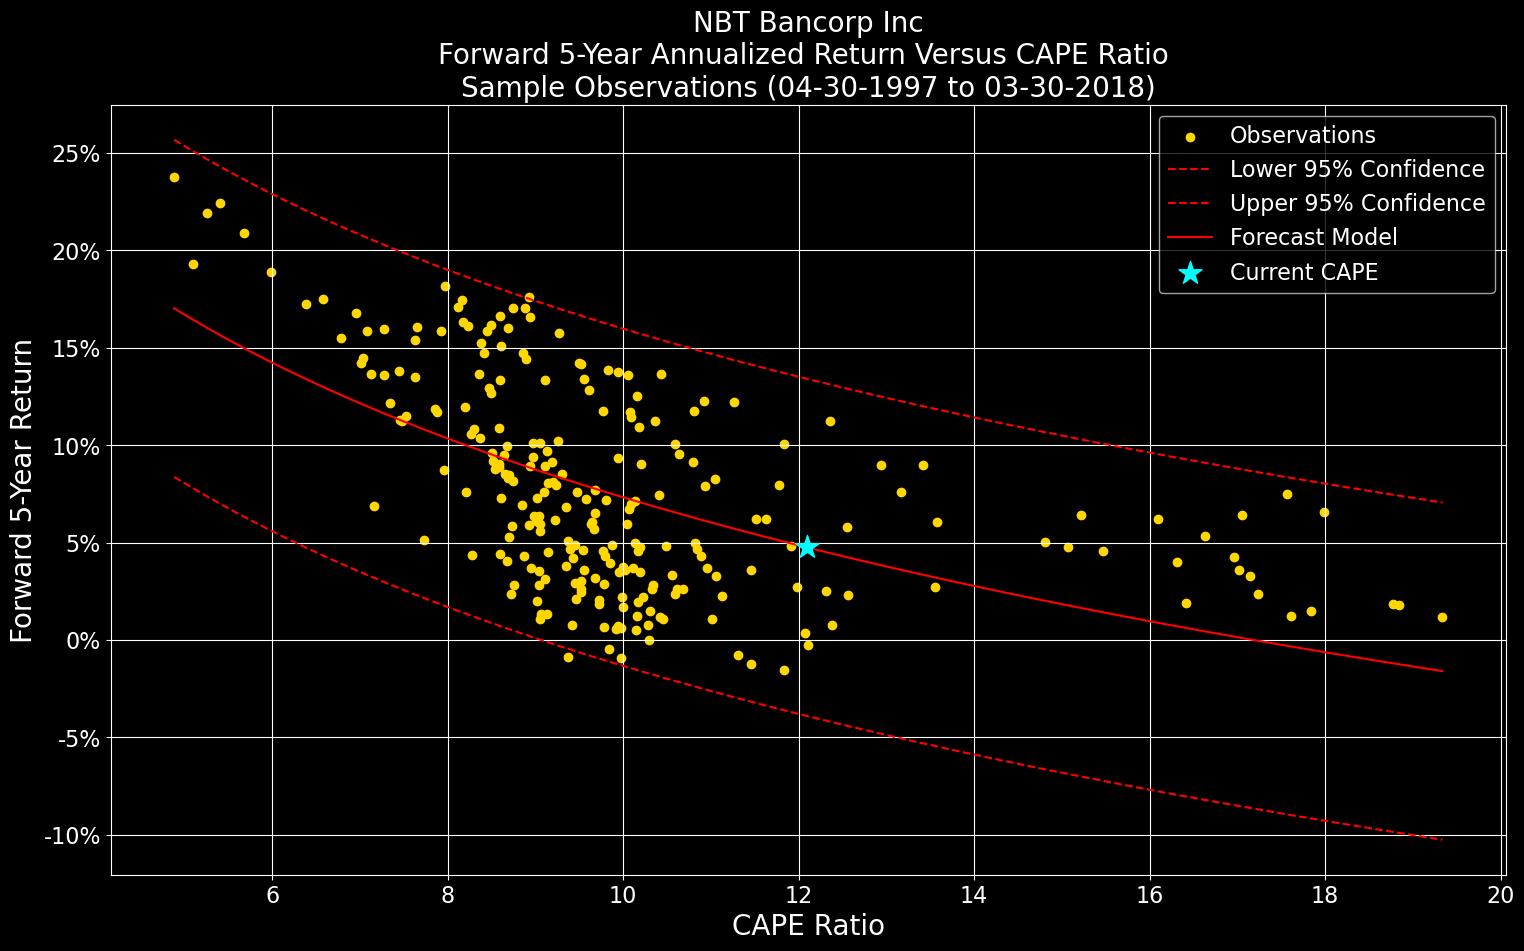 NBT Bancorp Inc
Forward 5-Year Annualized Return Versus CAPE Ratio
Sample Observations (04-30-1997 to 03-30-2018)
Observations
Lower 95% Confidence
Upper 95% Confidence
Forecast Model
Current CAPE
Forward 5-Year Return
25%
20%
15%
10%
5%
0%
-5%
-10%
6 8 10 12 14 16 18 20
CAPE Ratio